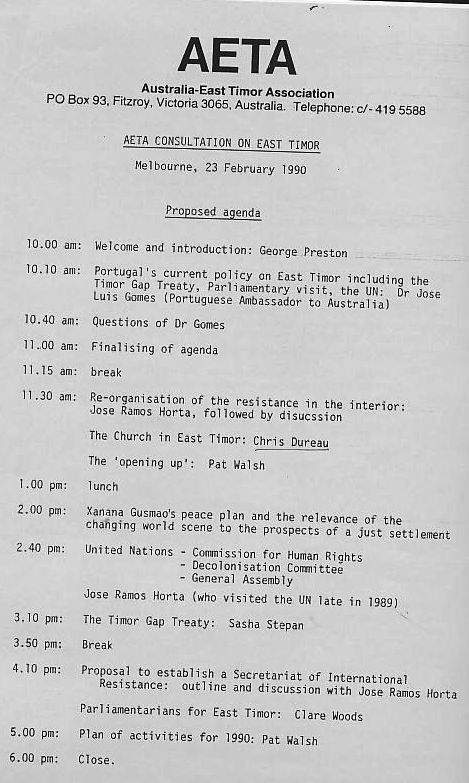 AETA
Australia-East Timor Association
PO Box 93, Fitzroy, Victoria 3065, Australia. Telephone: c/- 419 5588
AETA CONSULTATION ON EAST TIMOR
Melbourne, 23 February 1990
Proposed agenda
10.00 am: Welcome and introduction: George Preston
10.10 am: Portugal's current policy on East Timor including the
Timor Gap Treaty, Parliamentary visit, the UN: Dr Jose
Luis Gomes (Portuguese Ambassador to Australia)
10.40 am: Questions of Dr Gomes
11.00 am: Finalising of agenda
11.15 am: break
11.30 am: Re-organisation of the resistance in the interior:
Jose Ramos Horta, followed by disucssion
The Church in East Timor: Chris Dureau
The 'opening up': Pat Walsh
1.00 pm: lunch
2.00 pm: Xanana Gusmao's peace plan and the relevance of the
changing world scene to the prospects of a just settlement
2.40 pm: United Nations - Commission for Human Rights
- Decolonisation Committee
- General Assembly
Jose Ramos Horta (who visited the UN late in 1989)
3.10 pm: The Timor Gap Treaty: Sasha Stepan
3.50 pm: Break
4.10 pm: Proposal to establish a Secretariat of International
Resistance: outline and discussion with Jose Ramos Horta
Parliamentarians for East Timor: Clare Woods
5.00 pm: Plan of activities for 1990: Pat Walsh
6.00 pm: Close.